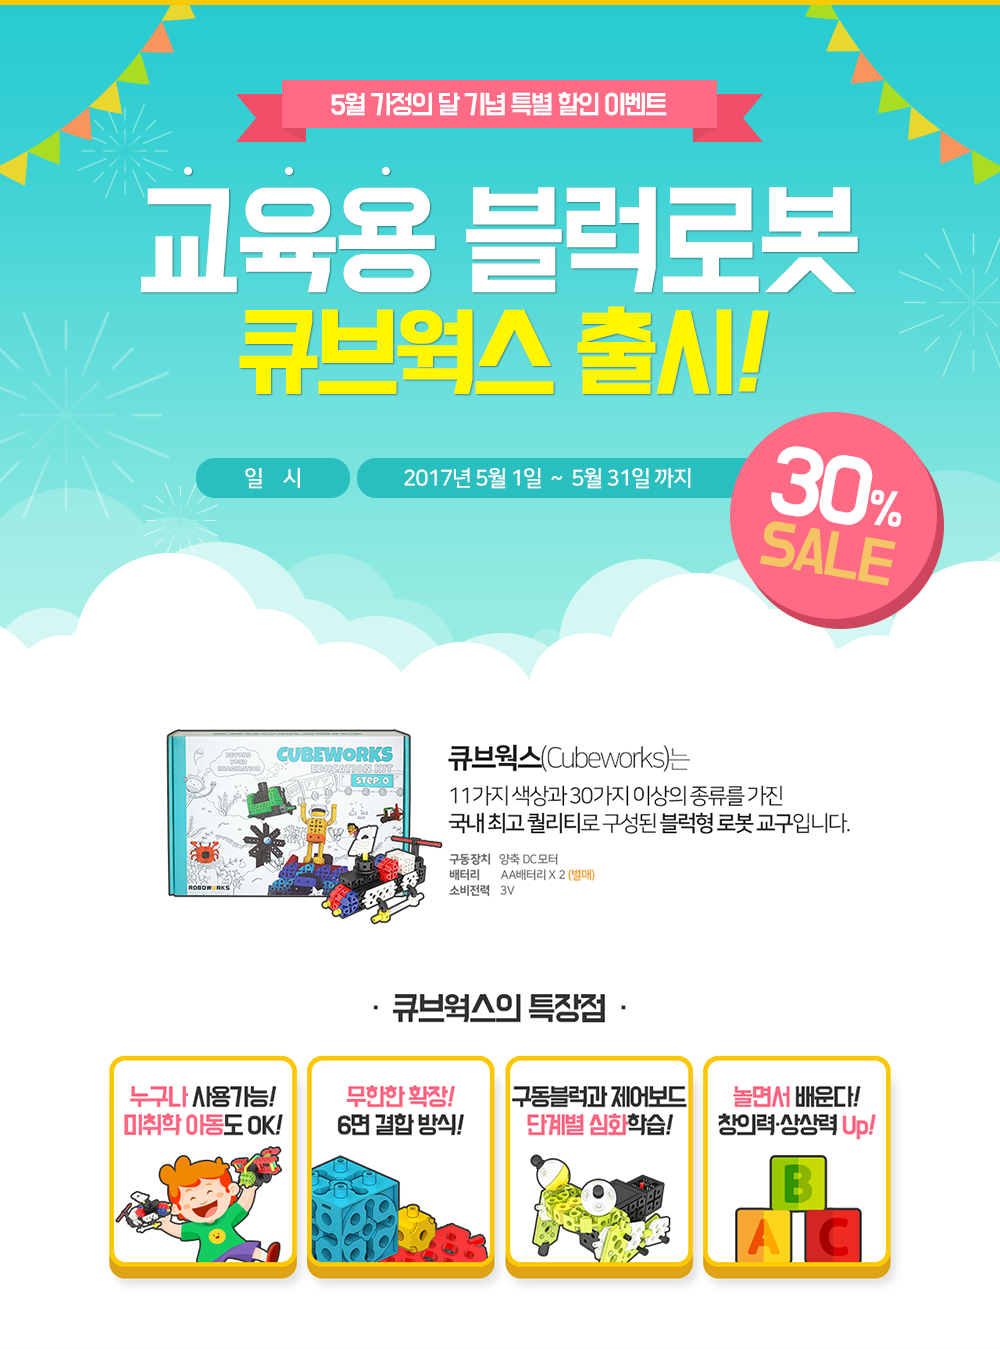 5월 가정의 달 기념 특별 할인 이벤트
교육용 블럭로봇
큐브웍스 출시!
일 시
2017년 5월 1일 ~ 5월 31일 까지
30%
SALE
BEYOND
YOUR
IMAGINATION
CUBEWORKS
EDUCATION KIT
STEP. 0
ROBOWORKS
큐브웍스(Cubeworks)는
11가지 색상과 30가지 이상의 종류를 가진
국내 최고 퀄리티로 구성된 블럭형 로봇 교구입니다.
구동장치 양축 DC모터
배터리 AA배터리 X 2 (별매)
소비전력 3V
· 큐브웍스의 특장점 ·
누구나 사용가능!
미취학 아동도 OK!
무한한 확장!
6면 결합 방식!
구동블럭과 제어보드
단계별 심화학습!
놀면서 배운다!
창의력·상상력 Up!
B
A C